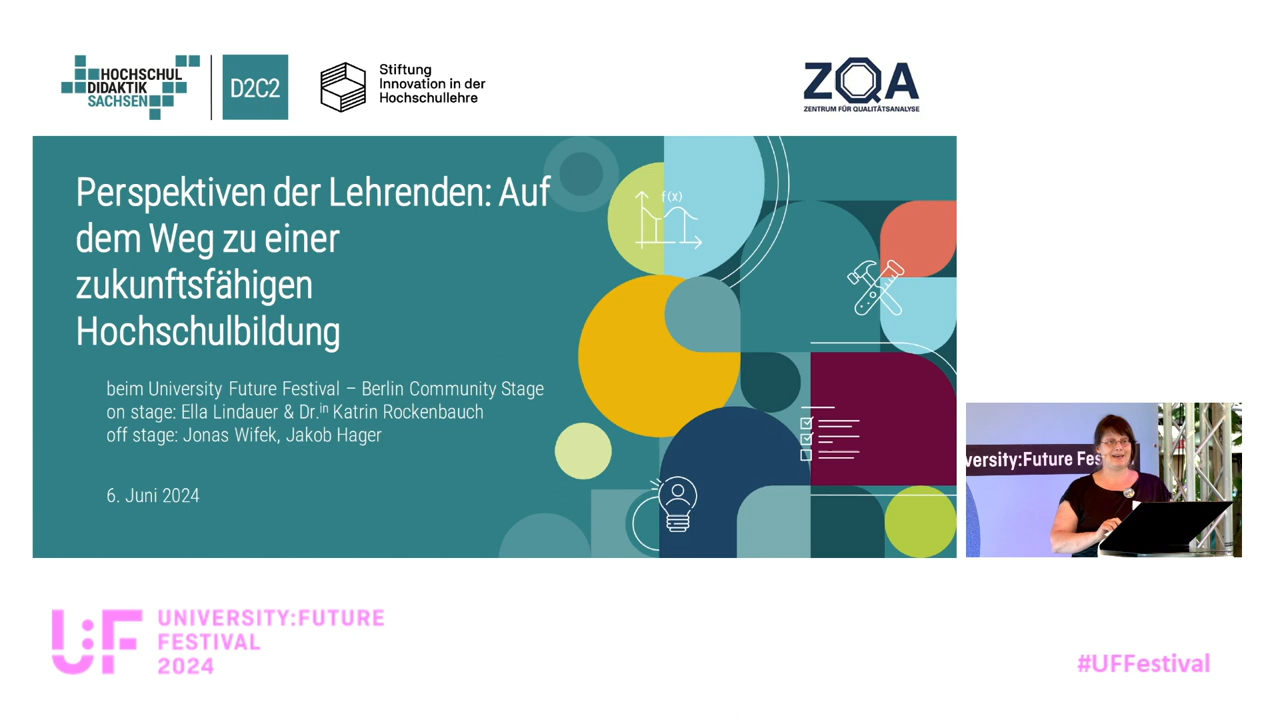 HOCHSCHUL
DIDAKTIK
SACHSEN
D2C2
Stiftung
Innovation in der
Hochschullehre
ZQA
ZENTRUM FÜR QUALITÄTSANALYSE
Perspektiven der Lehrenden: Auf
dem Weg zu einer
zukunftsfähigen
Hochschulbildung
f(x)
beim University Future Festival – Berlin Community Stage
on stage: Ella Lindauer & Dr.in Katrin Rockenbauch
off stage: Jonas Wifek, Jakob Hager
6. Juni 2024
versity:Future Fes
U:F
UNIVERSITY:FUTURE
FESTIVAL
2024
#UFFestival